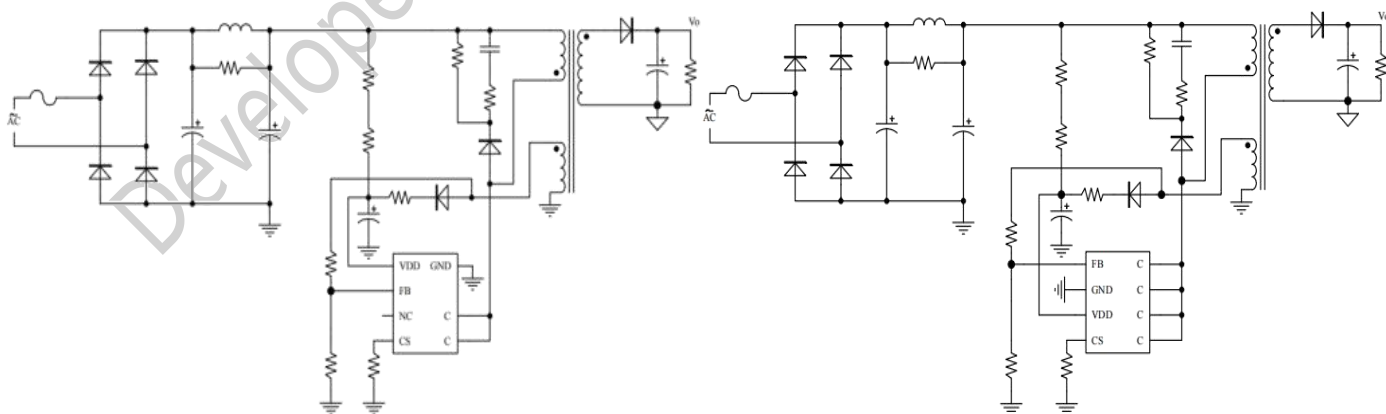 Develope
Vo
AC
VDD GND
FB
NC C
CS C
Vo
AC
FB C
GND C
VDD C
CS C